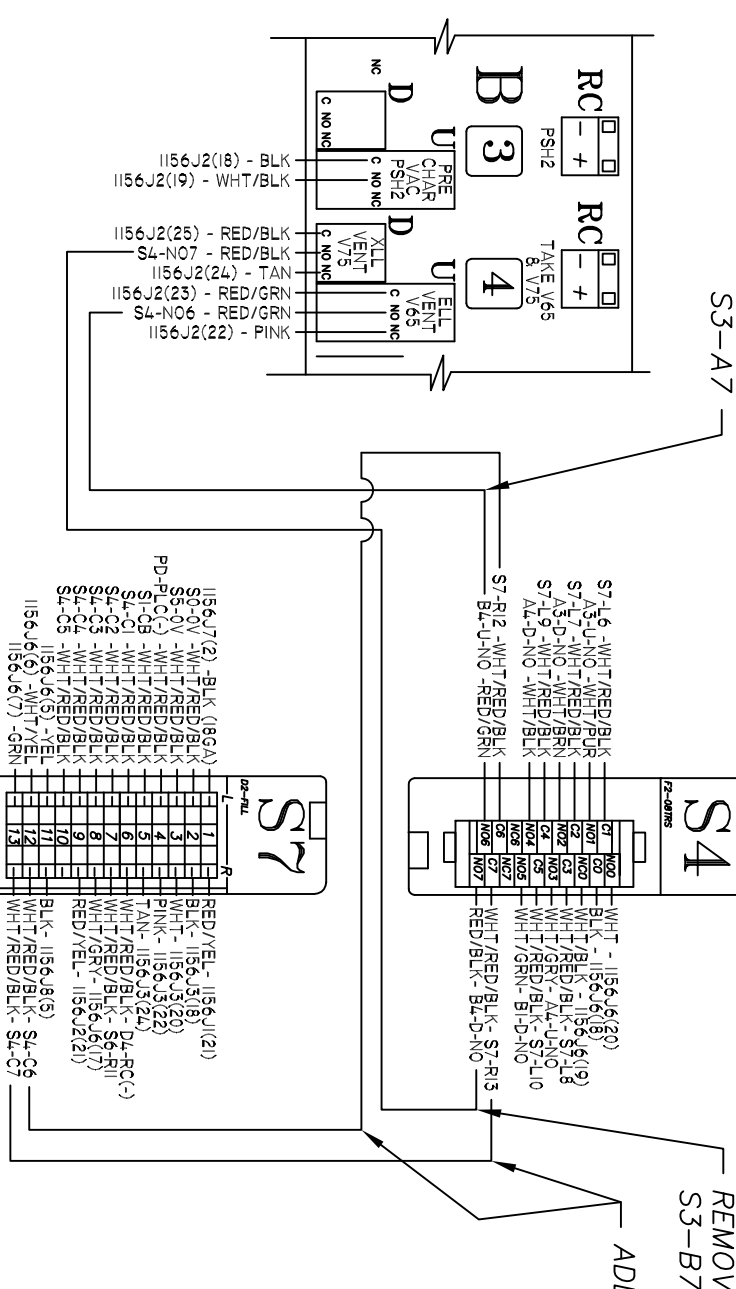 RC
- +
PSH2
RC
- +
TAKE V65
& V75
B
3
4
NC
D
C NO NC
U
PRE
CHAR
VAC
PSH2
C NO NC
D
XLL
VENT
V75
C NO NC
U
ELL
VENT
V65
C NO NC
1156J2(18) - BLK
1156J2(19) - WHT/BLK
1156J2(25) - RED/BLK
S4-NO7 - RED/BLK
1156J2(24) - TAN
1156J2(23) - RED/GRN
S4-NO6 - RED/GRN
1156J2(22) - PINK
S3-A7
S4
F2-08TRS
S7-L6 -WHT/RED/BLK
A3-U-NO -WHT/PUR
S7-L7 -WHT/RED/BLK
A3-D-NO -WHT/BRN
S7-L9 -WHT/RED/BLK
A4-D-NO -WHT/BLK
S7-R12 -WHT/RED/BLK
B4-U-NO -RED/GRN
C1
NO1
C2
NO2
C4
NO4
NC6
C6
NO6
NO0
C0
NC0
C3
NO3
C5
NO5
NC7
C7
NO7
WHT - 1156J6(20)
BLK - 1156J6(18)
WHT/BLK - 1156J6(19)
WHT/RED/BLK- S7-L8
WHT/GRY- A4-U-NO
WHT/RED/BLK- S7-L10
WHT/GRN- B1-D-NO
WHT/RED/BLK- S7-R13
RED/BLK- B4-D-NO
REMOV
S3-B7
S7
D2-FILL
L
R
1156J7(2) -BLK (18GA)
S0-0V -WHT/RED/BLK
S5-0V -WHT/RED/BLK
PD-PLC(-) -WHT/RED/BLK
S1-CB -WHT/RED/BLK
S4-C1 -WHT/RED/BLK
S4-C2 -WHT/RED/BLK
S4-C3 -WHT/RED/BLK
S4-C4 -WHT/RED/BLK
S4-C5 -WHT/RED/BLK
1156J6(5) -YEL
1156J6(6) -WHT/YEL
1156J6(7) -GRN
1
2
3
4
5
6
7
8
9
10
11
12
13
RED/YEL- 1156J1(21)
BLK- 1156J3(18)
WHT- 1156J3(20)
PINK- 1156J3(22)
TAN- 1156J3(24)
WHT/RED/BLK- D4-RC(-)
WHT/RED/BLK- S6-R11
WHT/GRY- 1156J6(17)
RED/YEL- 1156J2(21)
BLK- 1156J8(5)
WHT/RED/BLK- S4-C6
WHT/RED/BLK- S4-C7